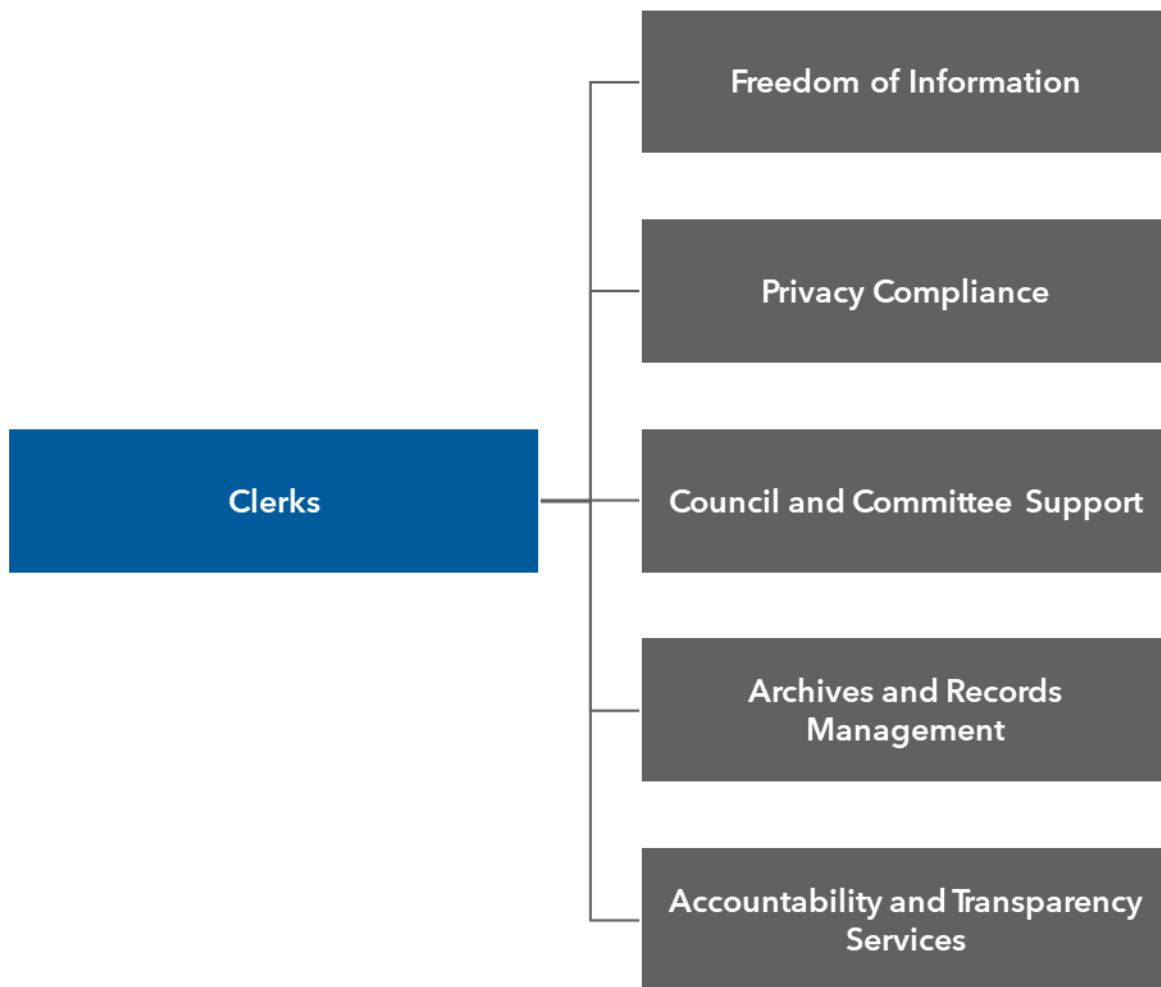 Freedom of Information
Privacy Compliance
Clerks
Council and Committee Support
Archives and Records
Management
Accountability and Transparency
Services